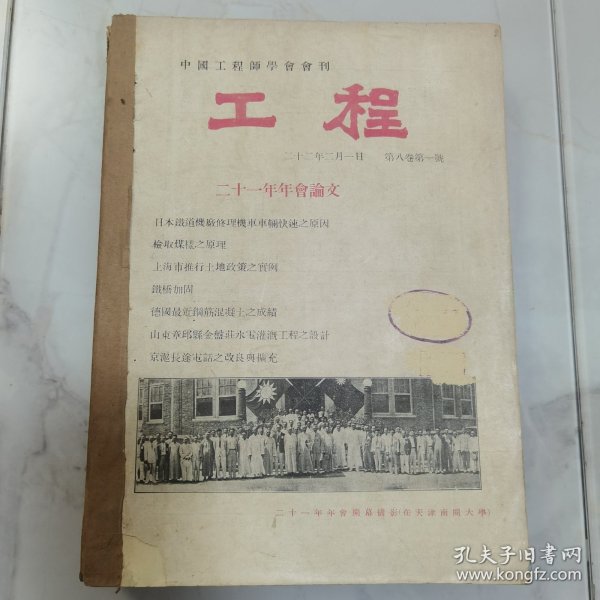 中國工程師學會會刊
工程
二十二年二月一日 第八卷第一號
二十一年年會論文
日本鐵道機廠修理機車車輛快速之原因
檢取煤樣之原理
上海市推行土地政策之實例
鐵橋加固
德國最近鋼筋混凝土之成績
山東章邱縣金盤莊水電灌溉工程之設計
京滬長途電話之改良與擴充
二十一年年會開幕攝影(在天津南開大學)
孔夫子旧书网
www.kongfz.com